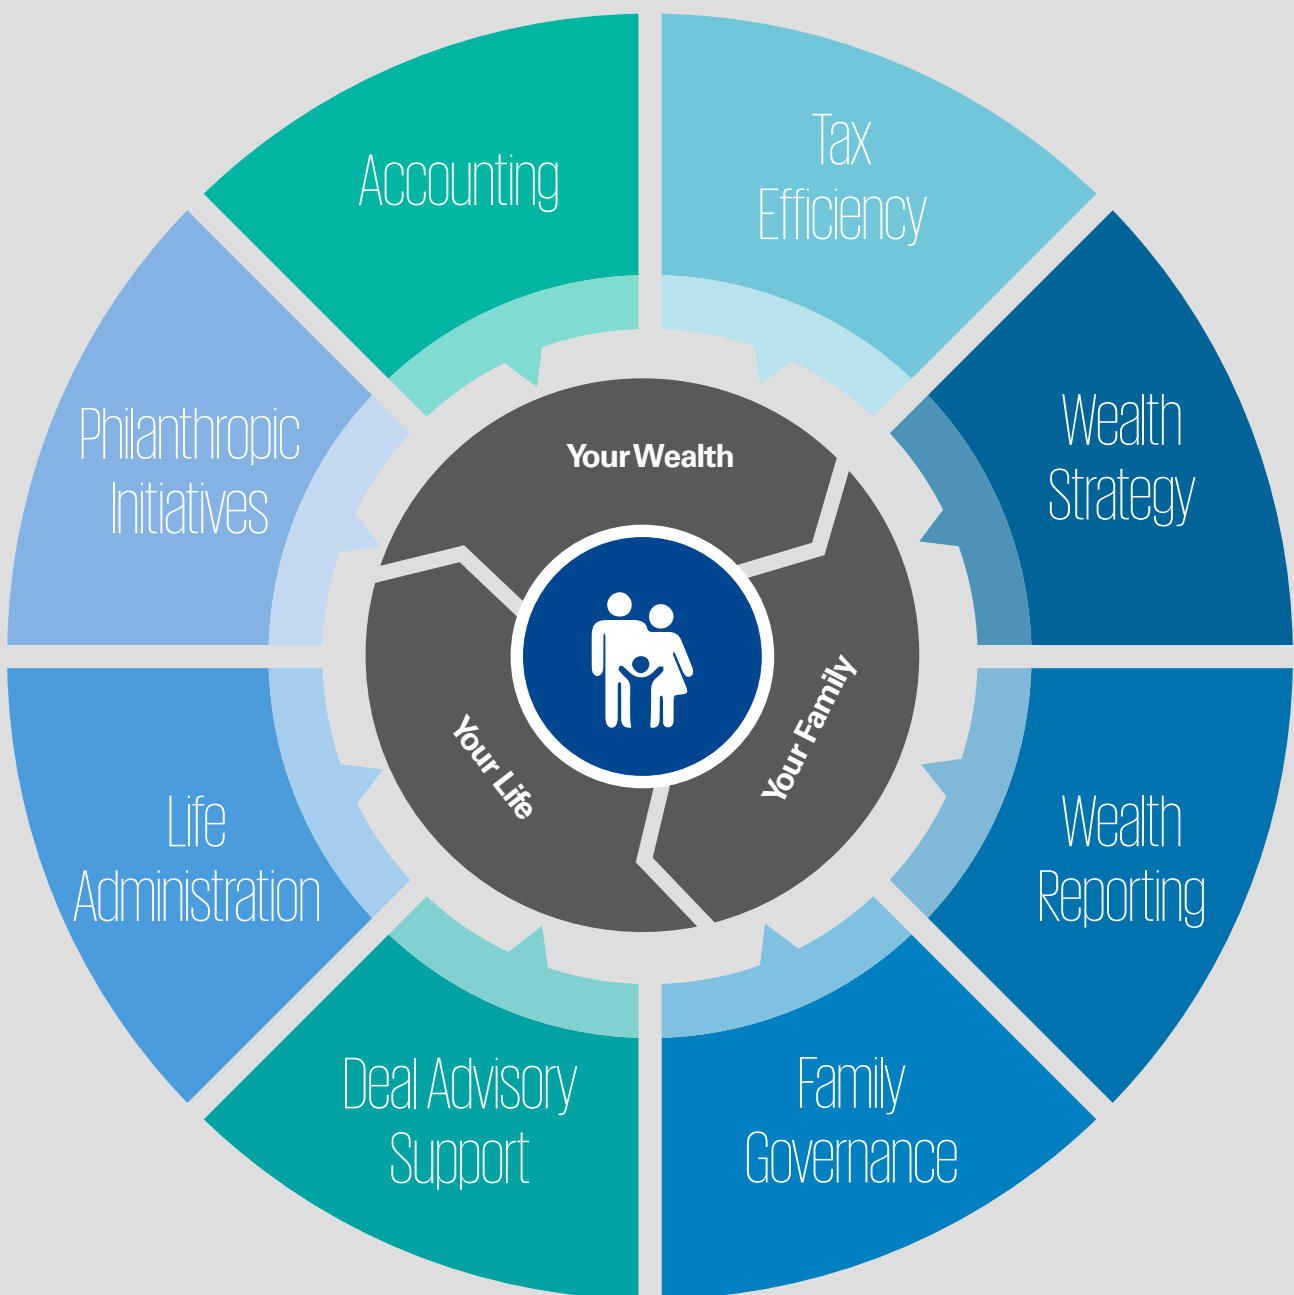 Accounting
Tax
Efficiency
Wealth
Strategy
Wealth
Reporting
Family
Governance
Deal Advisory
Support
Life
Administration
Philanthropic
Initiatives
Your Wealth
Your Family
Your Life